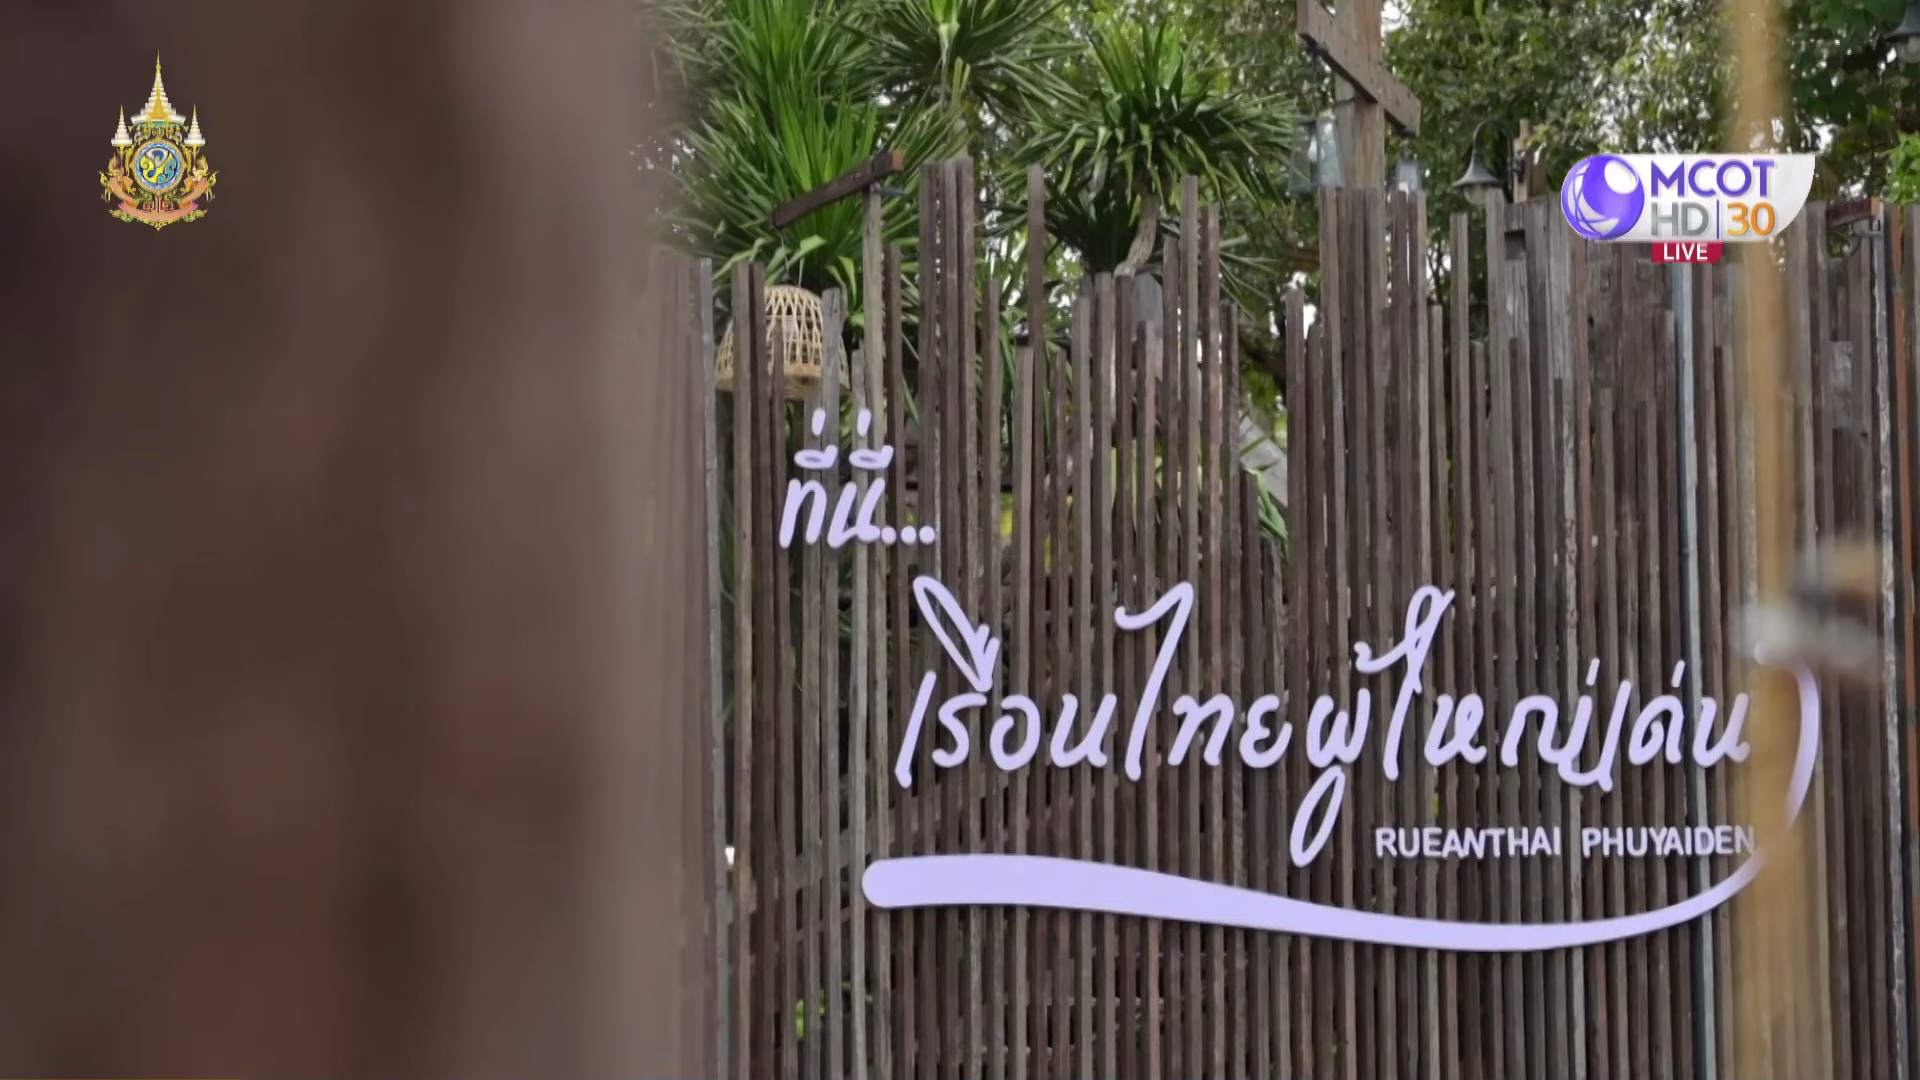 MCOT
HD 30
LIVE
ที่นี่...
เรือนไทยผู้ใหญ่เด่น
RUEANTHAI PHUYAIDEN